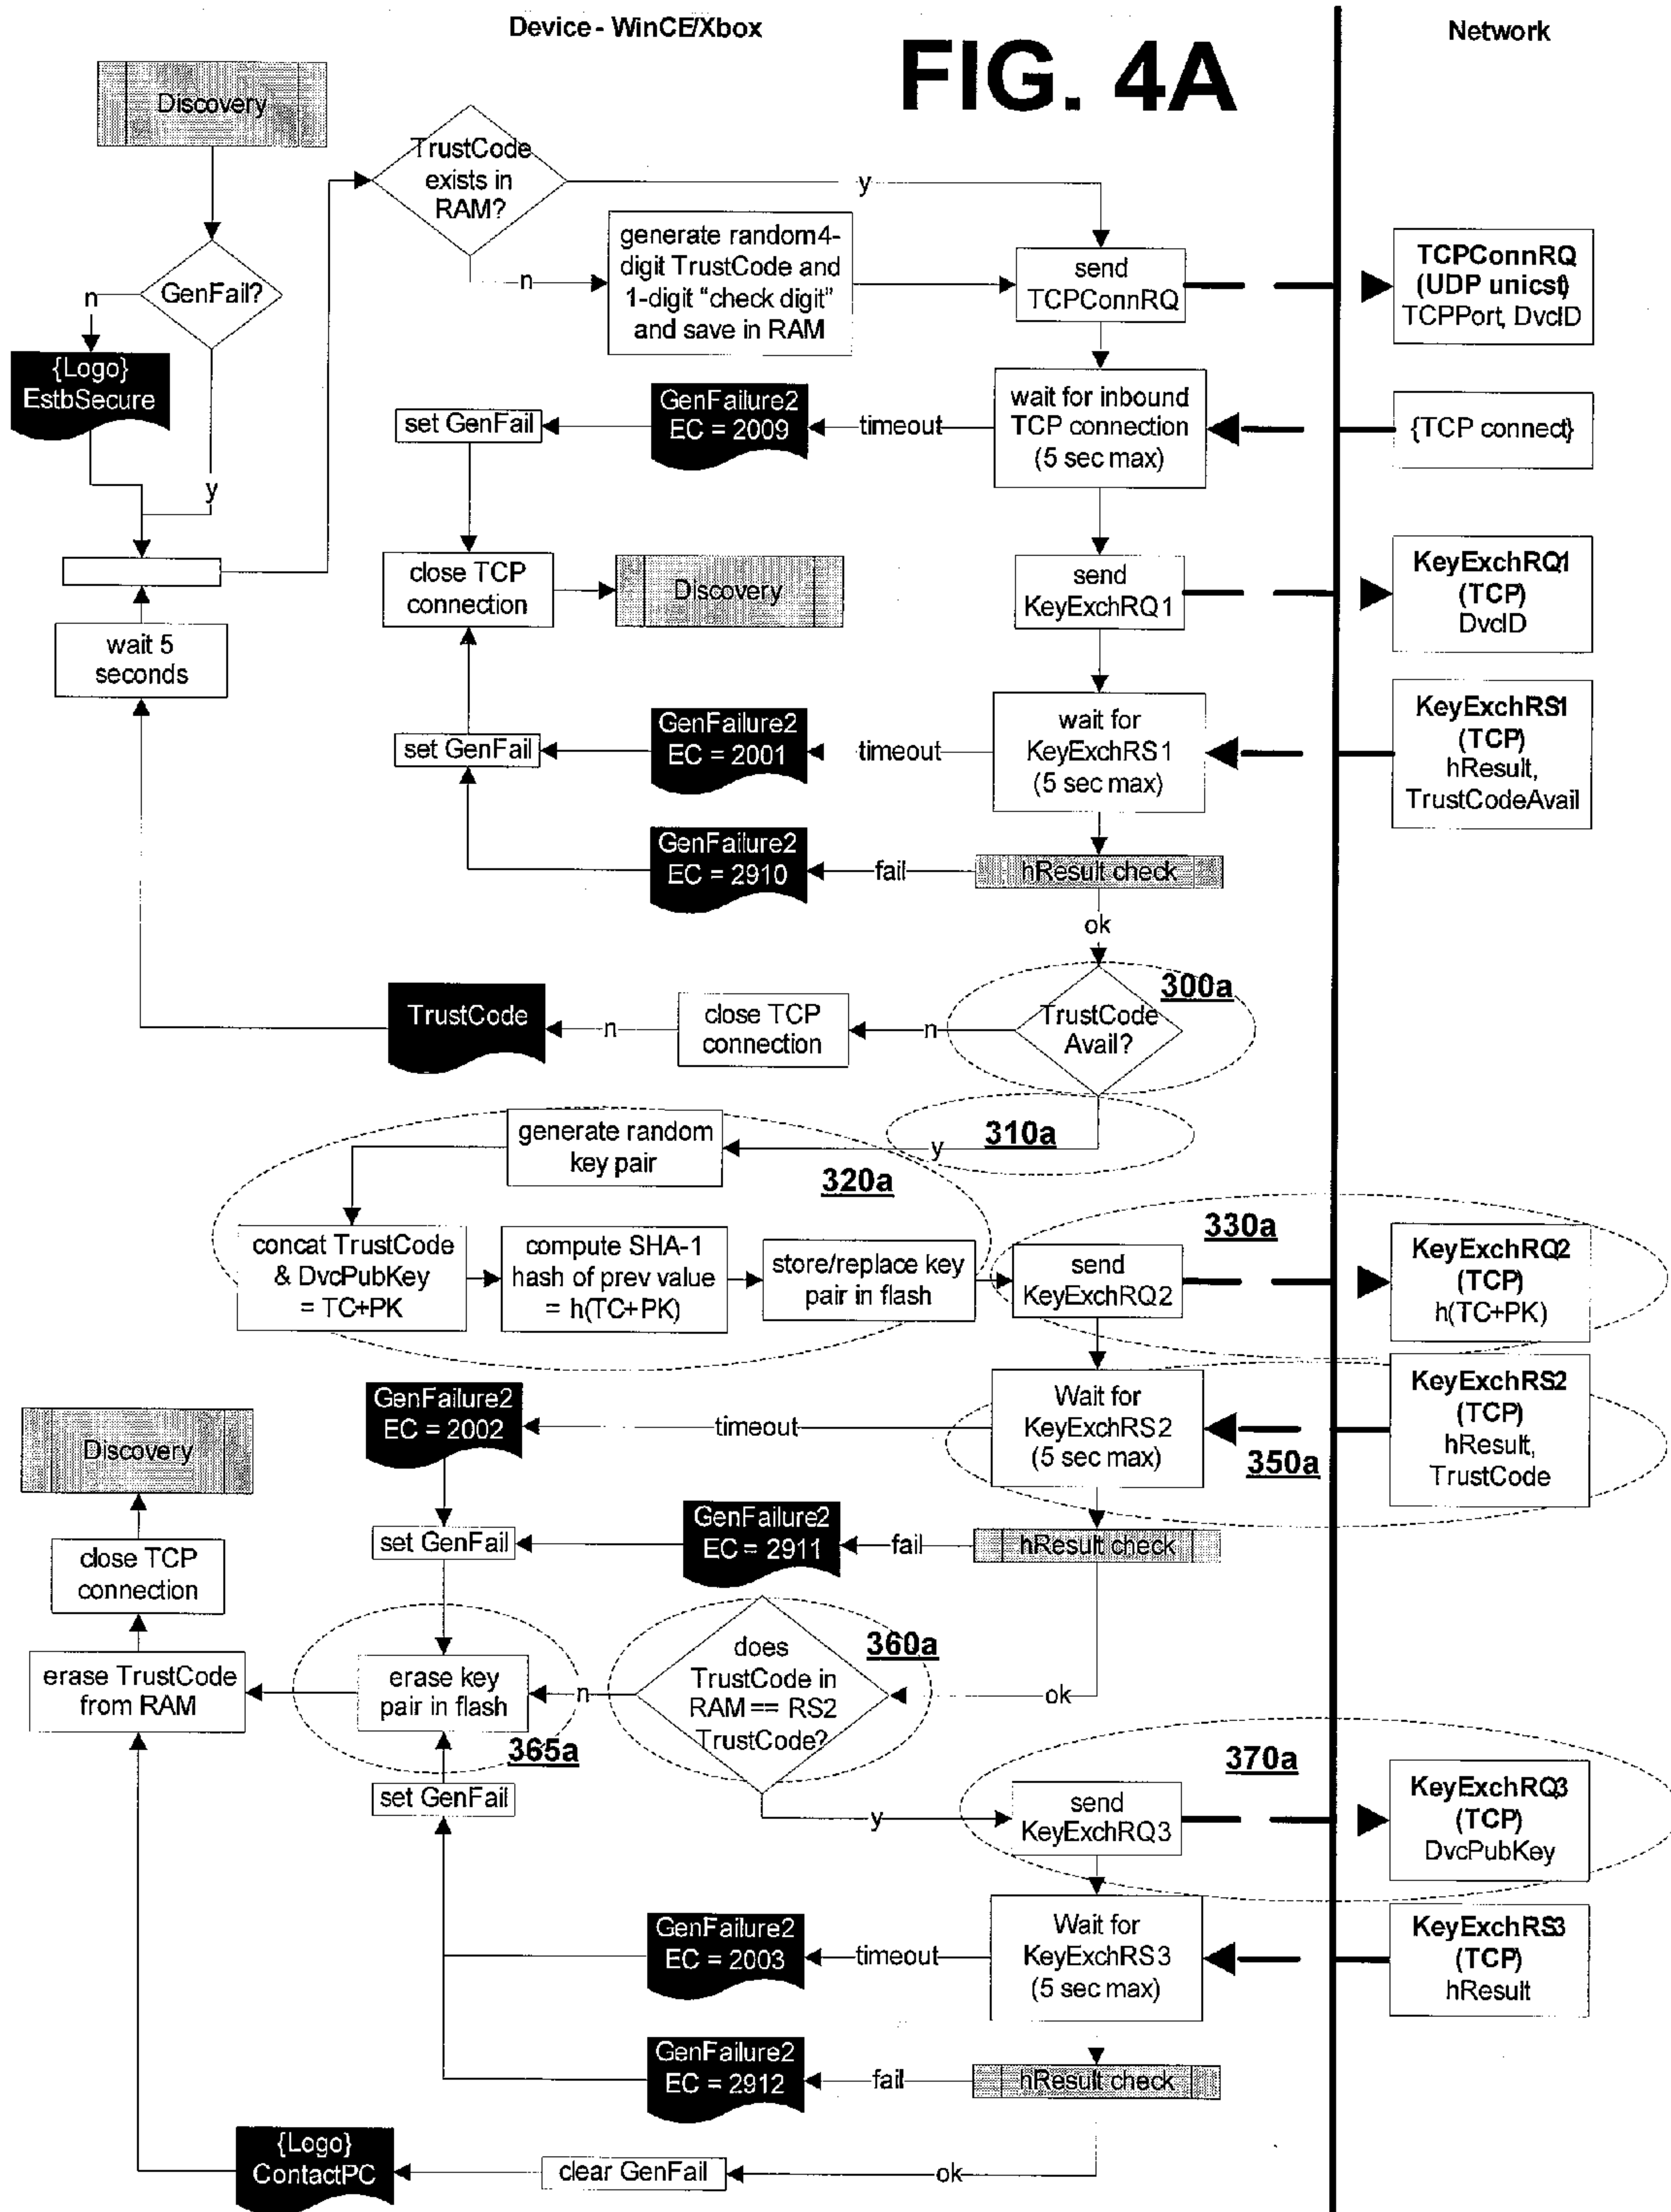 Device - WinCE/Xbox
FIG. 4A
Network
Discovery
TrustCode
exists in
RAM?
y
GenFail?
n
y
{Logo}
EstbSecure
n
generate random 4-
digit TrustCode and
1-digit “check digit”
and save in RAM
send
TCPConnRQ
TCPConnRQ
(UDP unicst)
TCPPort, DvcID
set GenFail
GenFailure2
EC = 2009
timeout
wait for inbound
TCP connection
(5 sec max)
{TCP connect}
close TCP
connection
Discovery
send
KeyExchRQ1
KeyExchRQ1
(TCP)
DvcID
wait 5
seconds
set GenFail
GenFailure2
EC = 2001
timeout
wait for
KeyExchRS1
(5 sec max)
KeyExchRS1
(TCP)
hResult,
TrustCodeAvail
GenFailure2
EC = 2910
fail
hResult check
ok
300a
TrustCode
n
close TCP
connection
n
TrustCode
Avail?
310a
y
generate random
key pair
320a
concat TrustCode
& DvcPubKey
= TC+PK
compute SHA-1
hash of prev value
= h(TC+PK)
store/replace key
pair in flash
330a
send
KeyExchRQ2
KeyExchRQ2
(TCP)
h(TC+PK)
GenFailure2
EC = 2002
timeout
Wait for
KeyExchRS2
(5 sec max)
350a
KeyExchRS2
(TCP)
hResult,
TrustCode
Discovery
set GenFail
GenFailure2
EC = 2911
fail
hResult check
close TCP
connection
erase TrustCode
from RAM
erase key
pair in flash
365a
n
does
TrustCode in
RAM == RS2
TrustCode?
360a
ok
set GenFail
y
370a
send
KeyExchRQ3
KeyExchRQ3
(TCP)
DvcPubKey
GenFailure2
EC = 2003
timeout
Wait for
KeyExchRS3
(5 sec max)
KeyExchRS3
(TCP)
hResult
GenFailure2
EC = 2912
fail
hResult check
{Logo}
ContactPC
clear GenFail
ok